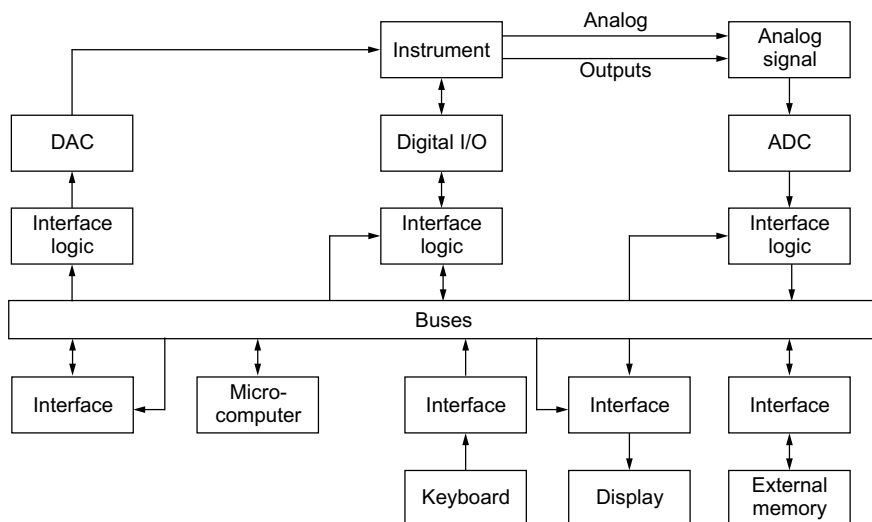 Analog
Instrument
Outputs
Analog
signal
DAC
Digital I/O
ADC
Interface
logic
Interface
logic
Interface
logic
Buses
Interface
Micro-
computer
Interface
Interface
Interface
Keyboard
Display
External
memory